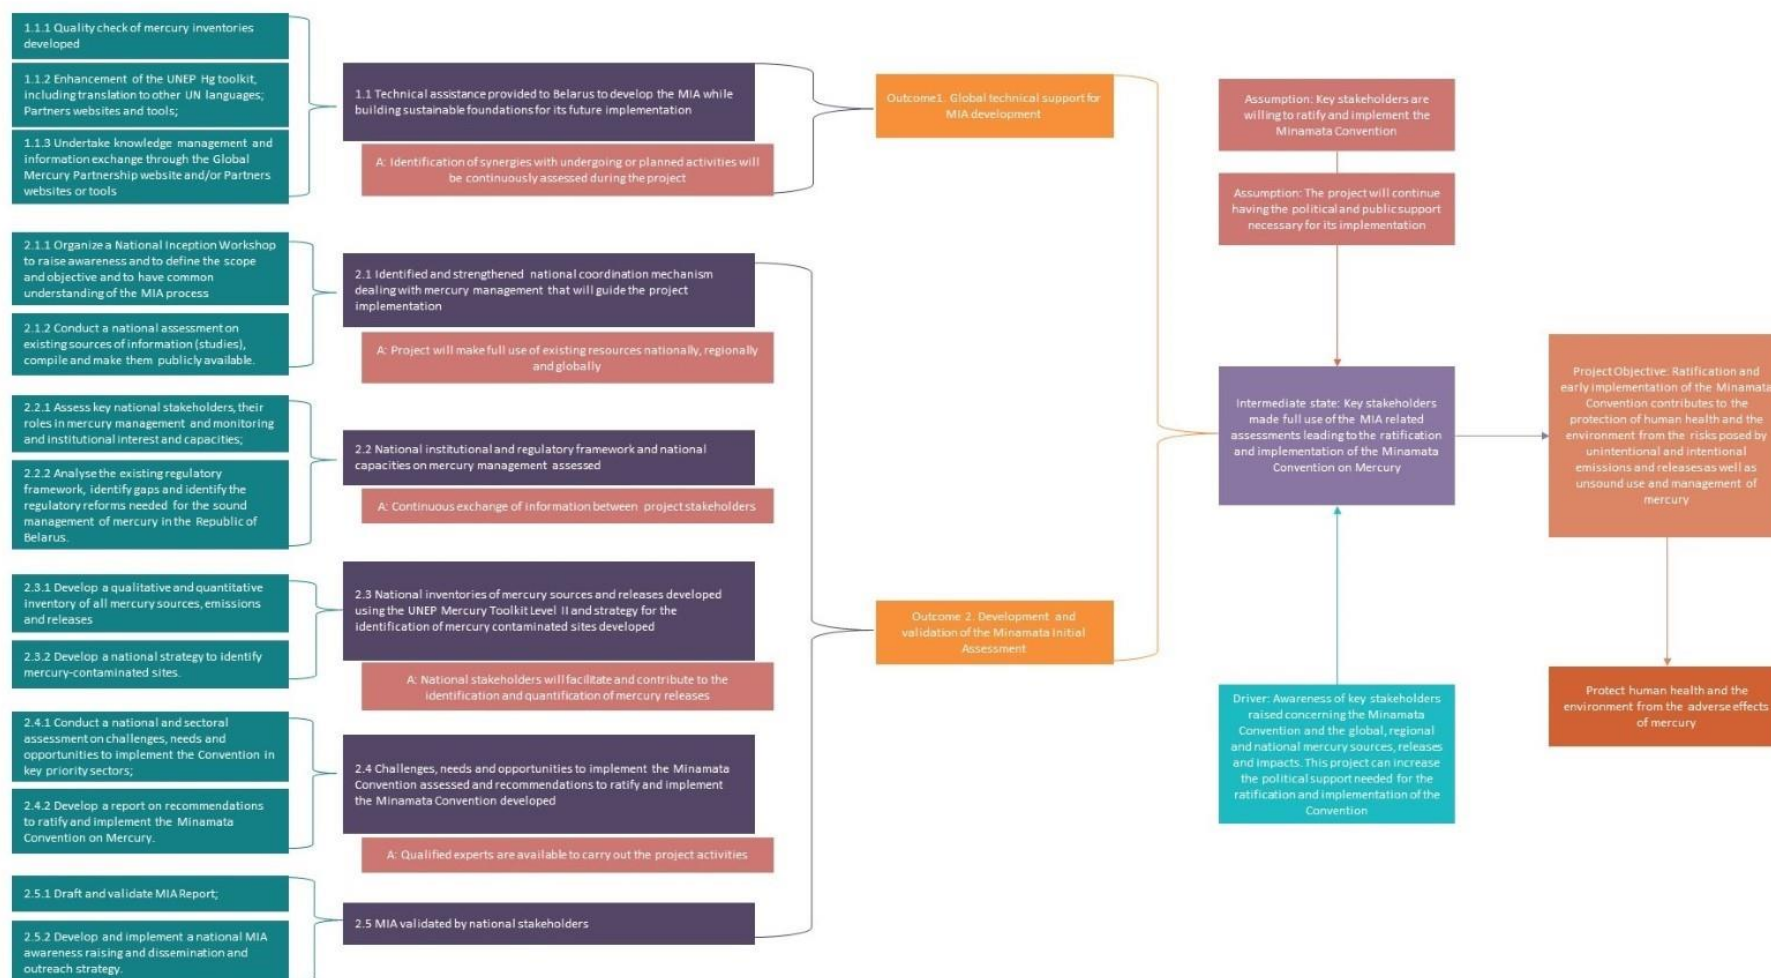 1.1.1 Quality check of mercury inventories
developed
1.1.2 Enhancement of the UNEP Hg toolkit,
including translation to other UN languages;
Partners websites and tools;
1.1.3 Undertake knowledge management and
information exchange through the Global
Mercury Partnership website and/or Partners
websites or tools
1.1 Technical assistance provided to Belarus to develop the MIA while
building sustainable foundations for its future implementation
A: Identification of synergies with undergoing or planned activities will
be continuously assessed during the project
2.1.1 Organize a National Inception Workshop
to raise awareness and to define the scope
and objective and to have common
understanding of the MIA process
2.1.2 Conduct a national assessment on
existing sources of information (studies),
compile and make them publicly available.
2.1 Identified and strengthened national coordination mechanism
dealing with mercury management that will guide the project
implementation
A: Project will make full use of existing resources nationally, regionally
and globally
2.2.1 Assess key national stakeholders, their
roles in mercury management and monitoring
and institutional interest and capacities;
2.2.2 Analyse the existing regulatory
framework, identify gaps and identify the
regulatory reforms needed for the sound
management of mercury in the Republic of
Belarus.
2.2 National institutional and regulatory framework and national
capacities on mercury management assessed
A: Continuous exchange of information between project stakeholders
2.3.1 Develop a qualitative and quantitative
inventory of all mercury sources, emissions
and releases
2.3.2 Develop a national strategy to identify
mercury-contaminated sites.
2.3 National inventories of mercury sources and releases developed
using the UNEP Mercury Toolkit Level II and strategy for the
identification of mercury contaminated sites developed
A: National stakeholders will facilitate and contribute to the
identification and quantification of mercury releases
2.4.1 Conduct a national and sectoral
assessment on challenges, needs and
opportunities to implement the Convention in
key priority sectors;
2.4.2 Develop a report on recommendations
to ratify and implement the Minamata
Convention on Mercury.
2.4 Challenges, needs and opportunities to implement the Minamata
Convention assessed and recommendations to ratify and implement
the Minamata Convention developed
A: Qualified experts are available to carry out the project activities
2.5.1 Draft and validate MIA Report;
2.5.2 Develop and implement a national MIA
awareness raising and dissemination and
outreach strategy.
2.5 MIA validated by national stakeholders
Outcome1. Global technical support for
MIA development
Outcome 2. Development and
validation of the Minamata Initial
Assessment
Assumption: Key stakeholders are
willing to ratify and implement the
Minamata Convention
Assumption: The project will continue
having the political and public support
necessary for its implementation
Intermediate state: Key stakeholders
made full use of the MIA related
assessments leading to the ratification
and implementation of the Minamata
Convention on Mercury
Driver: Awareness of key stakeholders
raised concerning the Minamata
Convention and the global, regional
and national mercury sources, releases
and impacts. This project can increase
the political support needed for the
ratification and implementation of the
Convention
Project Objective: Ratification and
early implementation of the Minamata
Convention contributes to the
protection of human health and the
environment from the risks posed by
unintentional and intentional
emissions and releases as well as
unsound use and management of
mercury
Protect human health and the
environment from the adverse effects
of mercury